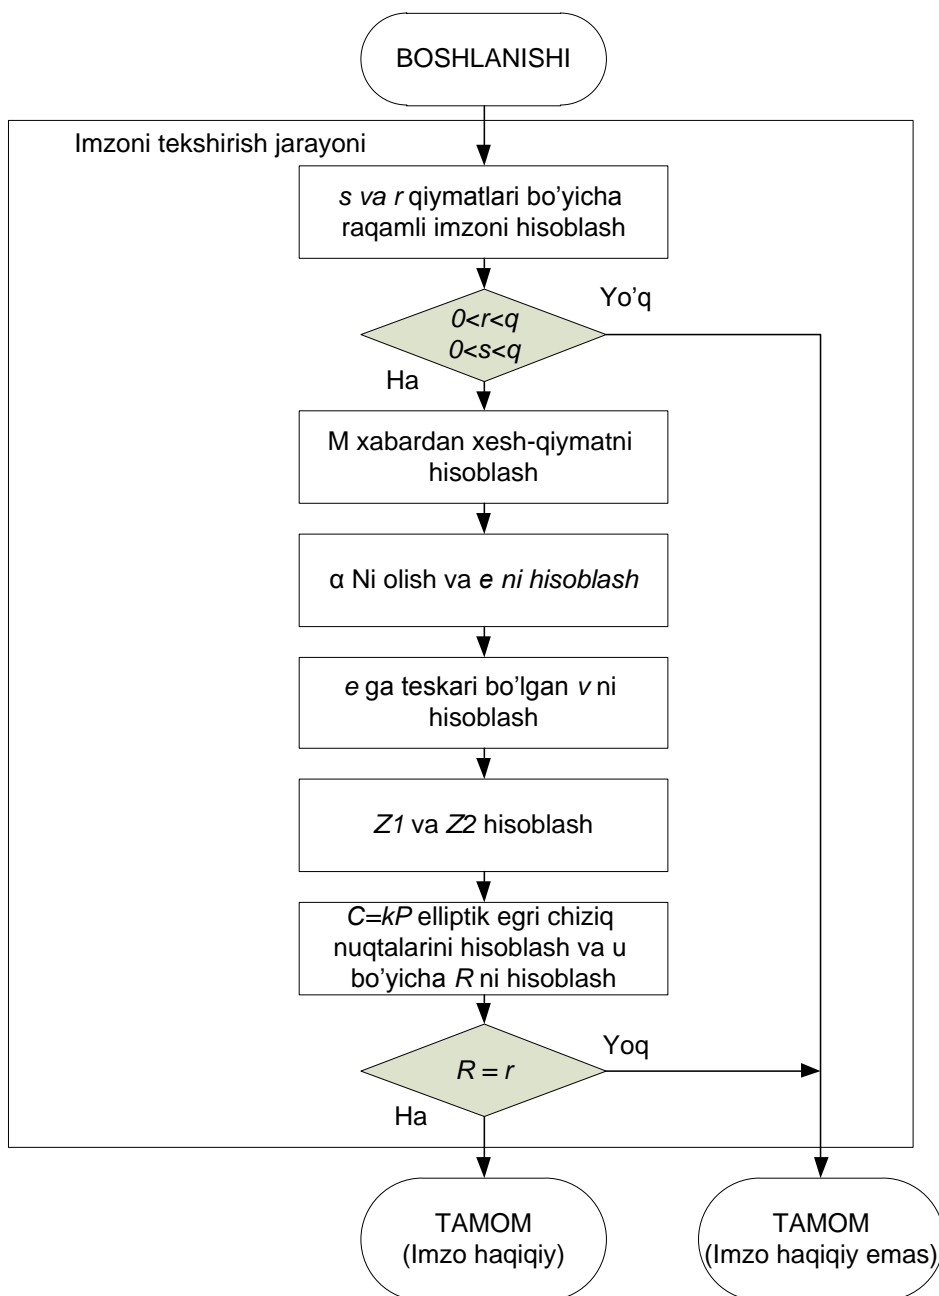 BOSHLANISHI
Imzoni tekshirish jarayoni
s va r qiymatlari bo’yicha
raqamli imzoni hisoblash
Yo’q
0<r<q
0<s<q
Ha
M xabardan xesh-qiymatni
hisoblash
α Ni olish va e ni hisoblash
e ga teskari bo’lgan v ni
hisoblash
Z1 va Z2 hisoblash
C=kP elliptik egri chiziq
nuqtalarini hisoblash va u
bo’yicha R ni hisoblash
Yoq
R = r
Ha
TAMOM
(Imzo haqiqiy)
TAMOM
(Imzo haqiqiy emas)